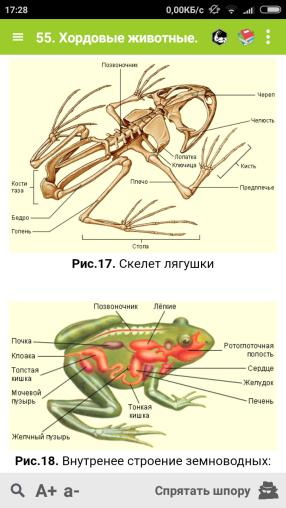 17:28
0,00КБ/с
55. Хордовые животные.
Позвоночник
Череп
Челюсть
Лопатка
Ключица
Кисть
Плечо
Предплечье
Кости
таза
Бедро
Голень
Стопа
Рис.17. Скелет лягушки
Позвоночник
Лёгкие
Почка
Клоака
Толстая
кишка
Мочевой
пузырь
Желчный пузырь
Тонкая
кишка
Ротоглоточная
полость
Сердце
Желудок
Печень
Рис.18. Внутренее строение земноводных:
А+ а-
Спрятать шпору